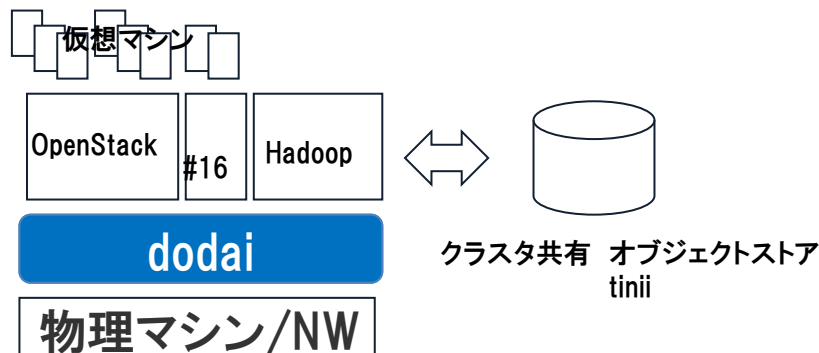 仮想マシン
OpenStack
#16
Hadoop
dodai
クラスタ共有　オブジェクトストア
tinii
物理マシン/NW